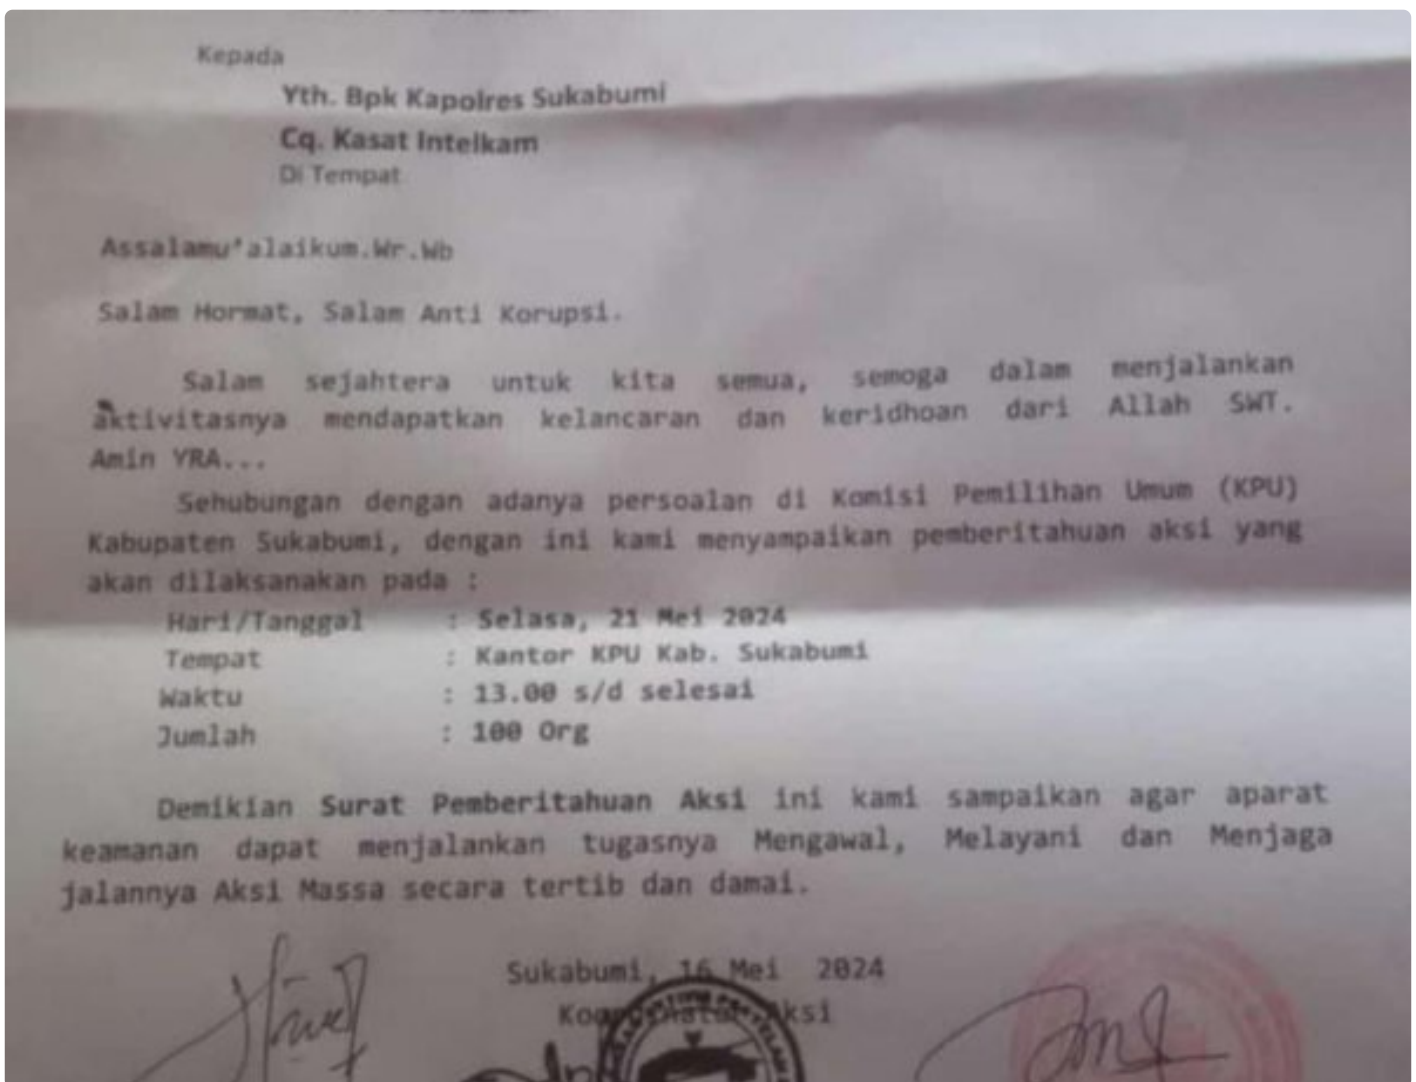 Kepada
Yth. Bpk Kapolres Sukabumi
Cq. Kasat Intelkam
Di Tempat
Assalamu'alaikum.Wr.Wb
Salam Hormat, Salam Anti Korupsi.
Salam sejahtera untuk kita semua, semoga dalam menjalankan
aktivitasnya mendapatkan kelancaran dan keridhoan dari Allah SWT.
Amin YRA...
Sehubungan dengan adanya persoalan di Komisi Pemilihan Umum (KPU)
Kabupaten Sukabumi, dengan ini kami menyampaikan pemberitahuan aksi yang
akan dilaksanakan pada :
Hari/Tanggal : Selasa, 21 Mei 2024
Tempat : Kantor KPU Kab. Sukabumi
Waktu : 13.00 s/d selesai
Jumlah : 100 Org
Demikian Surat Pemberitahuan Aksi ini kami sampaikan agar aparat
keamanan dapat menjalankan tugasnya Mengawal, Melayani dan Menjaga
jalannya Aksi Massa secara tertib dan damai.
Sukabumi, 16 Mei 2024
Aksi